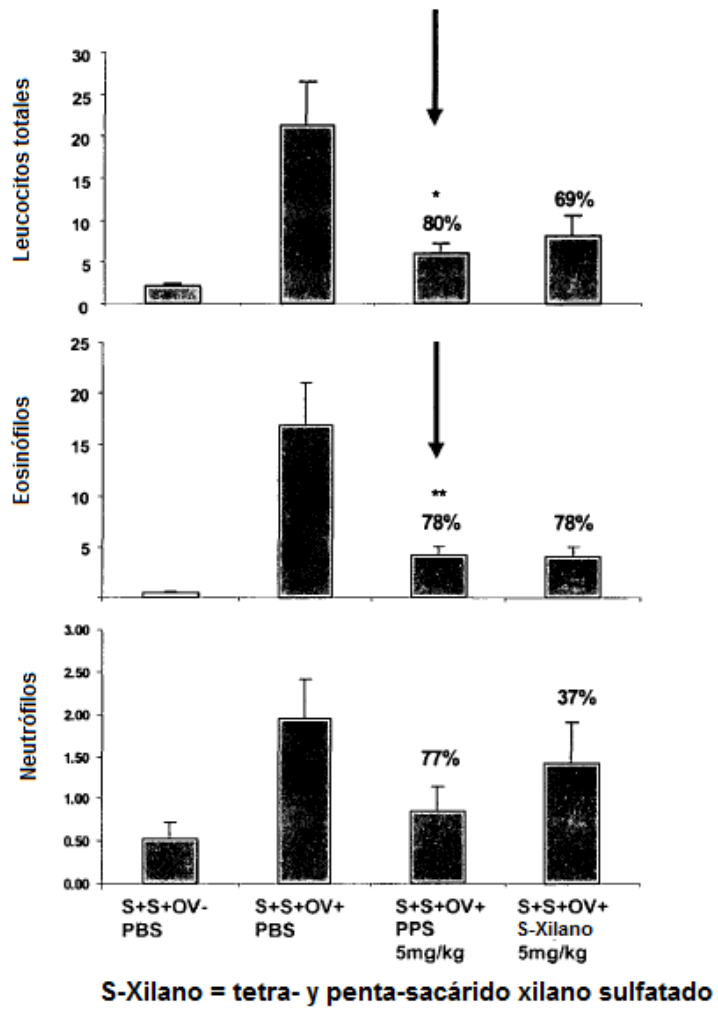 Leucocitos totales
30
25
20
15
10
5
0
*
80%
69%
Eosinófilos
25
20
15
10
5
**
78%
78%
Neutrófilos
3.00
2.50
2.00
1.50
1.00
0.50
0.00
77%
37%
S+S+OV-
PBS
S+S+OV+
PBS
S+S+OV+
PPS
5mg/kg
S+S+OV+
S-Xilano
5mg/kg
S-Xilano = tetra- y penta-sacárido xilano sulfatado